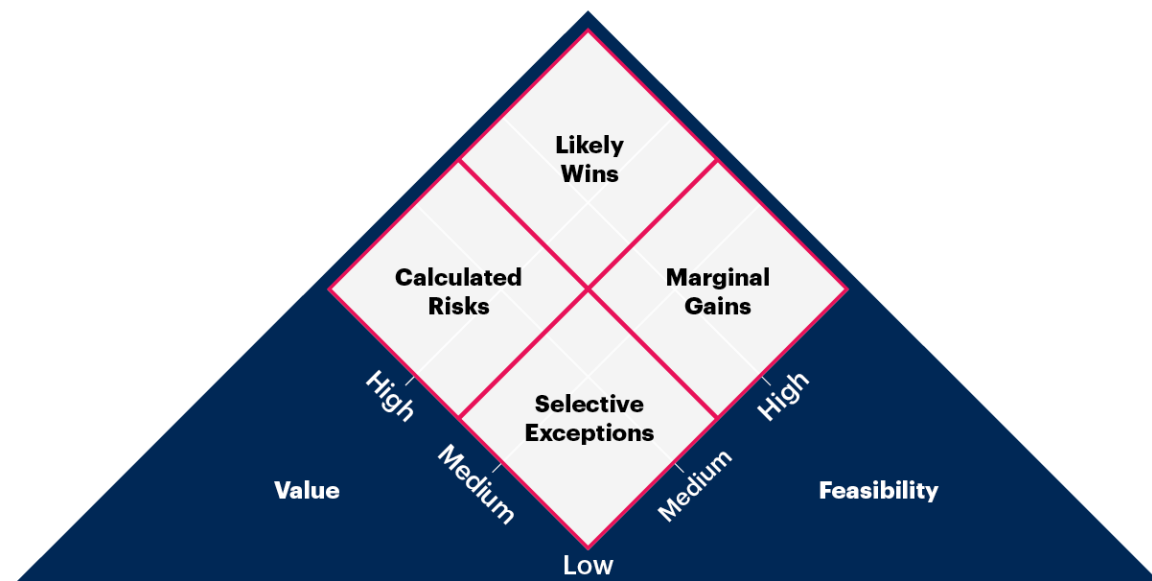 Likely
Wins
Calculated
Risks
Marginal
Gains
Selective
Exceptions
High
High
Medium
Medium
Value
Feasibility
Low